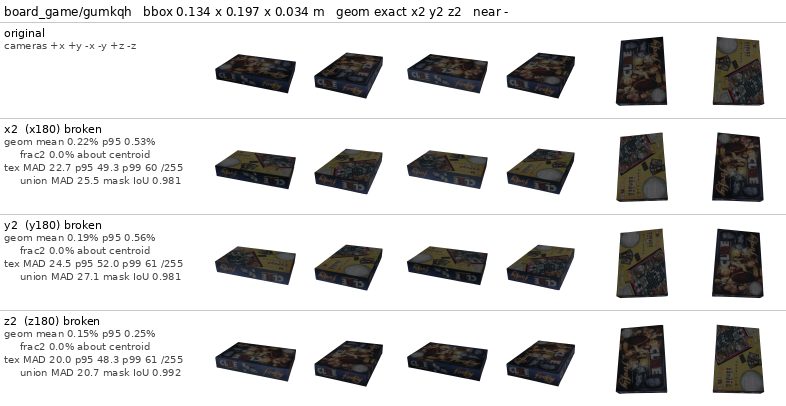 board_game/gumkqh bbox 0.134 x 0.197 x 0.034 m geom exact x2 y2 z2 near -
original
cameras +x +y -x -y +z -z
x2 (x180) broken
geom mean 0.22% p95 0.53%
frac2 0.0% about centroid
tex MAD 22.7 p95 49.3 p99 60 /255
union MAD 25.5 mask IoU 0.981
y2 (y180) broken
geom mean 0.19% p95 0.56%
frac2 0.0% about centroid
tex MAD 24.5 p95 52.0 p99 61 /255
union MAD 27.1 mask IoU 0.981
z2 (z180) broken
geom mean 0.15% p95 0.25%
frac2 0.0% about centroid
tex MAD 20.0 p95 48.3 p99 61 /255
union MAD 20.7 mask IoU 0.992